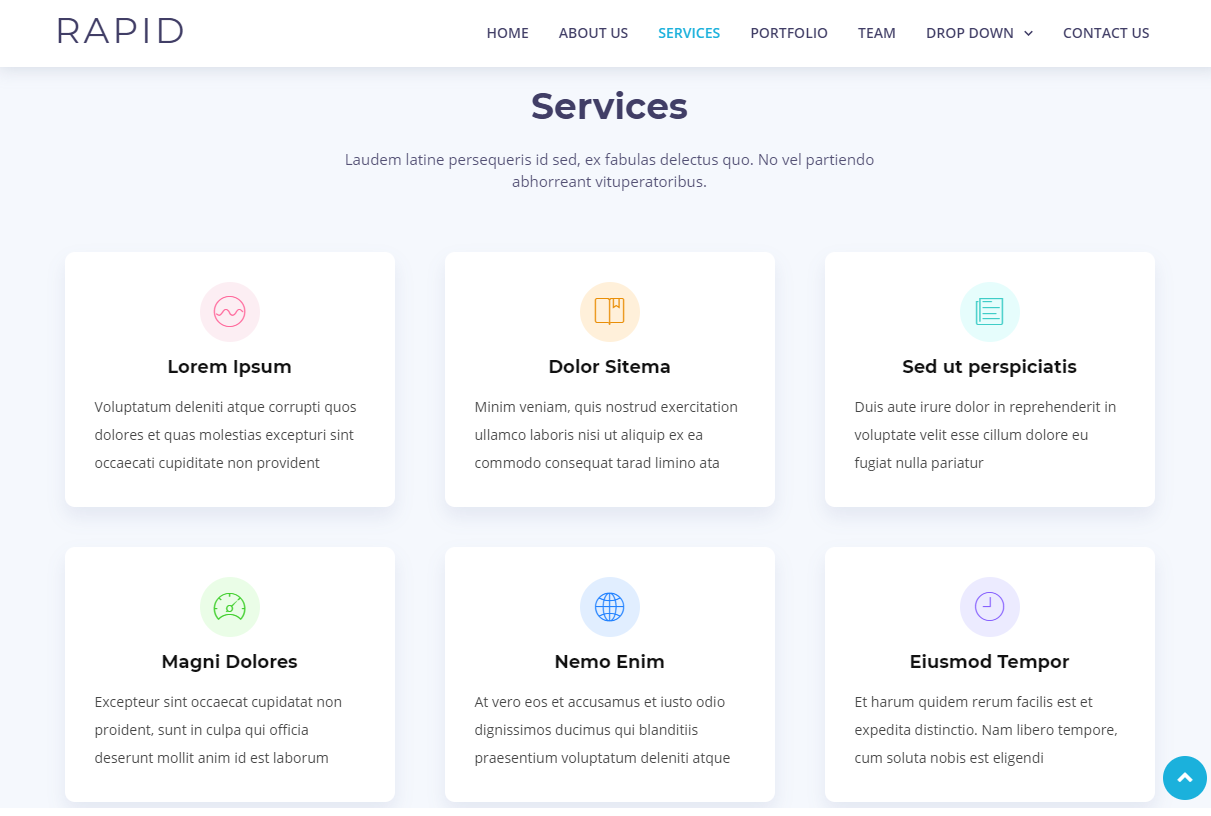 RAPID
HOME ABOUT US SERVICES PORTFOLIO TEAM DROP DOWN CONTACT US
Services
Laudem latine persequeris id sed, ex fabulas delectus quo. No vel partiendo
abhorreant vituperatoribus.
Lorem Ipsum
Voluptatum deleniti atque corrupti quos
dolores et quas molestias excepturi sint
occaecati cupiditate non provident
Dolor Sitema
Minim veniam, quis nostrud exercitation
ullamco laboris nisi ut aliquip ex ea
commodo consequat tarad limino ata
Sed ut perspiciatis
Duis aute irure dolor in reprehenderit in
voluptate velit esse cillum dolore eu
fugiat nulla pariatur
Magni Dolores
Excepteur sint occaecat cupidatat non
proident, sunt in culpa qui officia
deserunt mollit anim id est laborum
Nemo Enim
At vero eos et accusamus et iusto odio
dignissimos ducimus qui blanditiis
praesentium voluptatum deleniti atque
Eiusmod Tempor
Et harum quidem rerum facilis est et
expedita distinctio. Nam libero tempore,
cum soluta nobis est eligendi